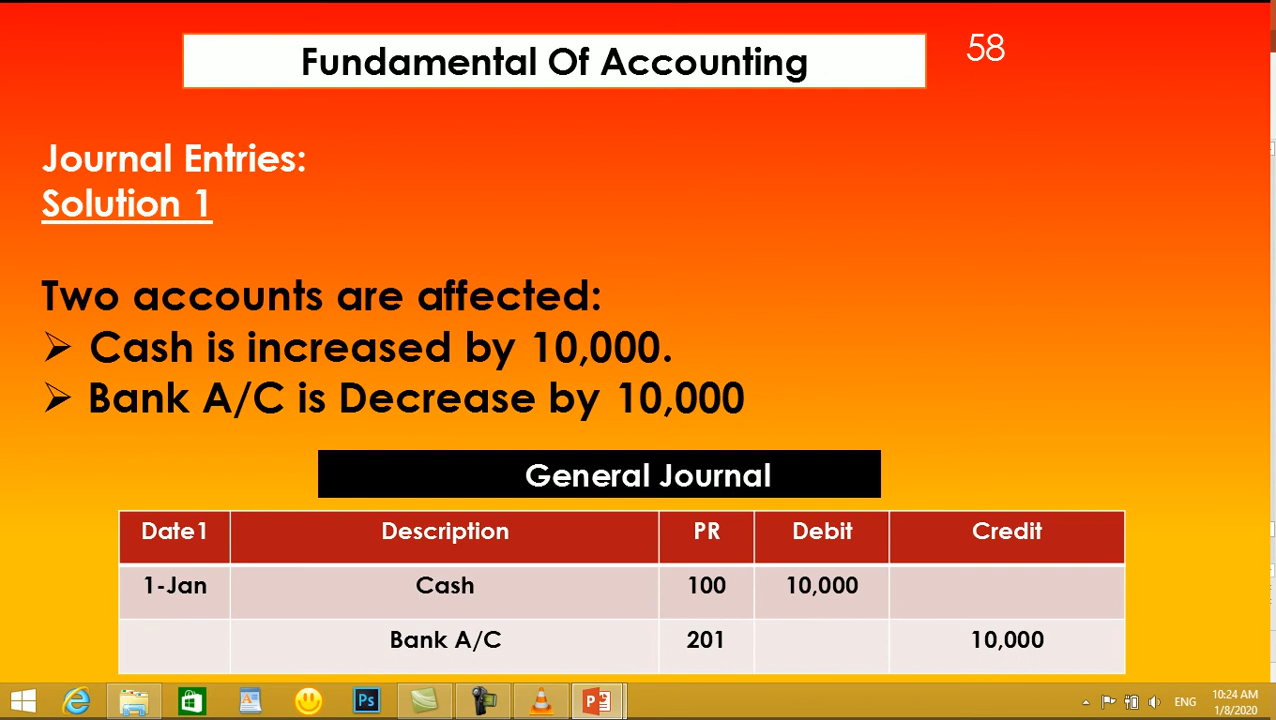 Fundamental Of Accounting
58
Journal Entries:
Solution 1
Two accounts are affected:
➢ Cash is increased by 10,000.
➢ Bank A/C is Decrease by 10,000
General Journal
Date1 Description PR Debit Credit
1-Jan Cash 100 10,000
Bank A/C 201 10,000
Ps
ENG
10:24 AM
1/8/2020